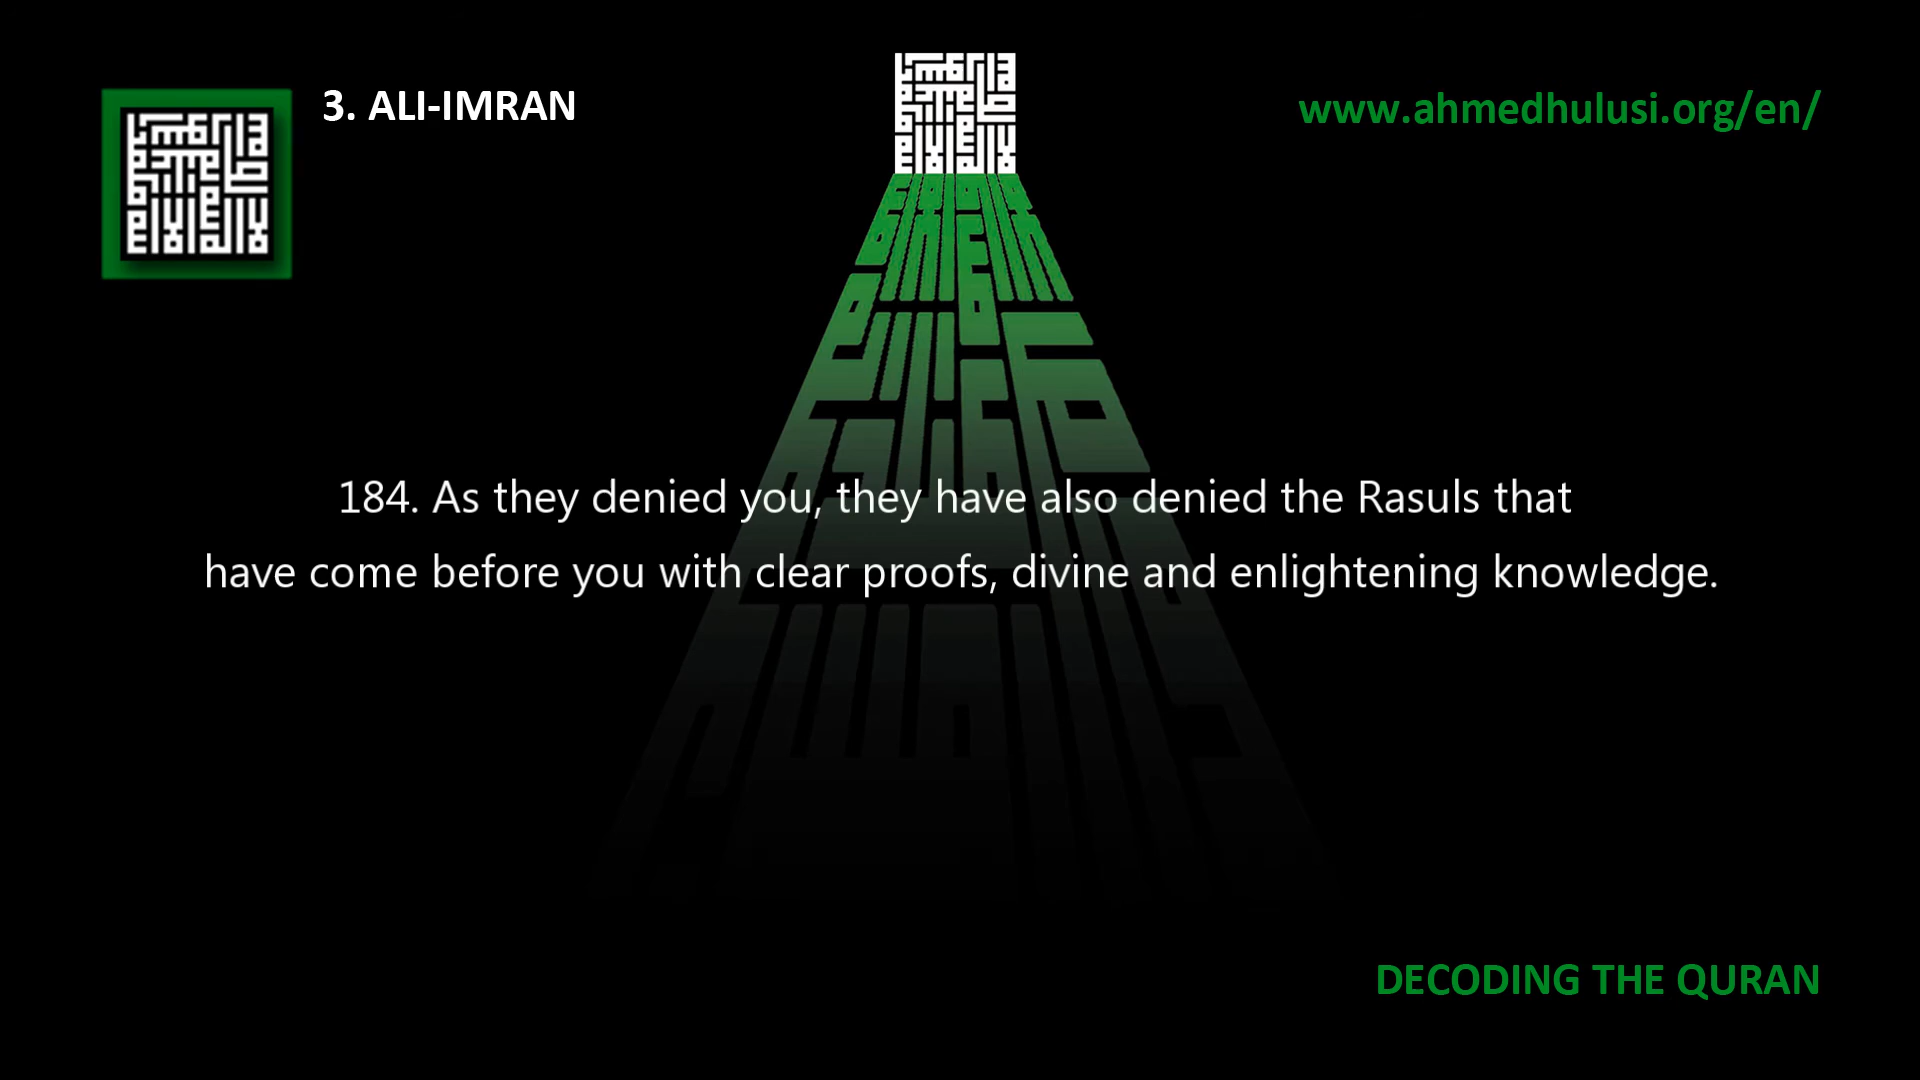 3. ALI-IMRAN
www.ahmedhulusi.org/en/
184. As they denied you, they have also denied the Rasuls that
have come before you with clear proofs, divine and enlightening knowledge.
DECODING THE QURAN